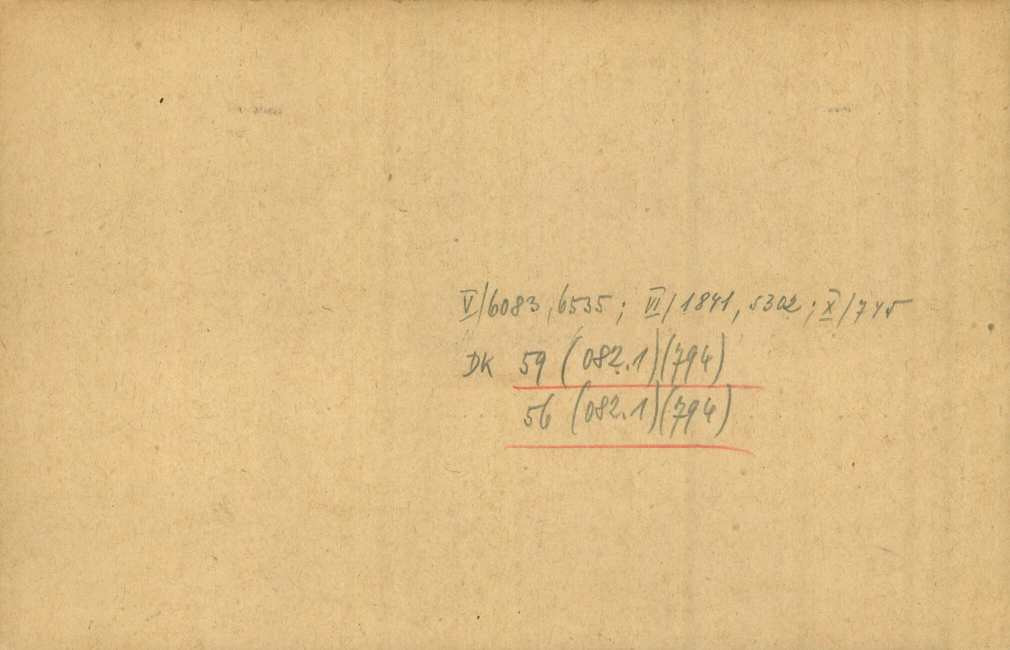 V/6083, 6535; VI/1841, 5302; X/745
DK 59 (082.1)(794)
56 (082.1)(794)